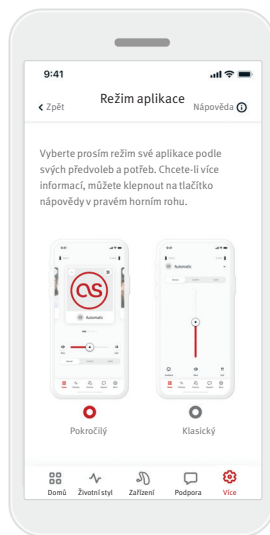 9:41
Zpět
Režim aplikace
Nápověda
Vyberte prosím režim své aplikace podle
svých předvoleb a potřeb. Chcete-li více
informací, můžete klepnout na tlačítko
nápovědy v pravém horním rohu.
Automatic
Automatic
Pokročilý
Klasický
Domů
Životní styl
Zařízení
Podpora
Více